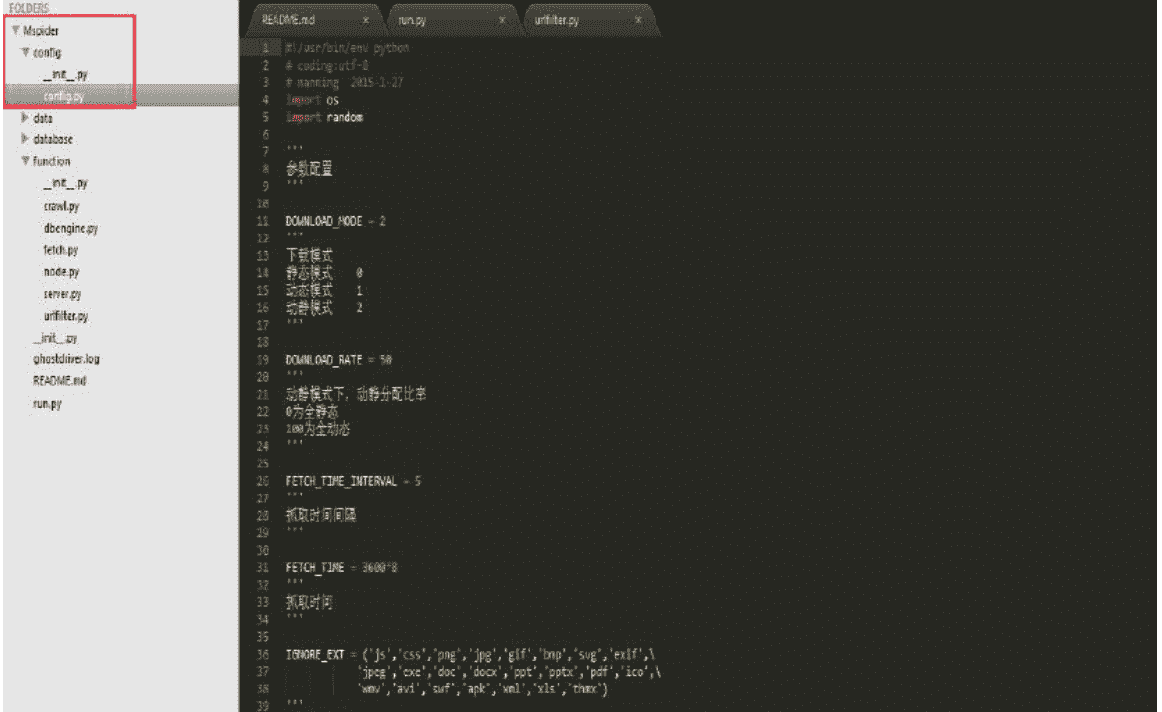 FOLDERS
Mspider
config
__init__.py
config.py
data
database
function
__init__.py
crawl.py
dbengine.py
fetch.py
node.py
server.py
urlfilter.py
__init__.py
ghostdriver.log
README.md
run.py
README.md × run.py × urlfilter.py ×
1 #!/usr/bin/env python
2 # coding:utf-8
3 # manning 2015-1-27
4 import os
5 import random
6
7 '''
8 参数配置
9 '''
10
11 DOWNLOAD_MODE = 2
12 '''
13 下载模式
14 静态模式 0
15 动态模式 1
16 动静模式 2
17 '''
18
19 DOWNLOAD_RATE = 50
20 '''
21 动静模式下，动静分配比率
22 0为全静态
23 100为全动态
24 '''
25
26 FETCH_TIME_INTERVAL = 5
27 '''
28 抓取时间间隔
29 '''
30
31 FETCH_TIME = 3600*8
32 '''
33 抓取时间
34 '''
35
36 IGNORE_EXT = ('js','css','png','jpg','gif','bmp','svg','exif',\
37 'jpeg','exe','doc','docx','ppt','pptx','pdf','ico',\
38 'wmv','avi','swf','apk','xml','xls','thmx')
39 '''